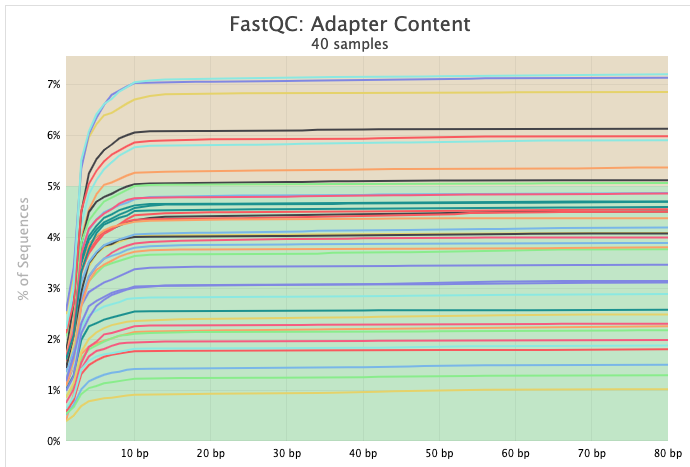 FastQC: Adapter Content
40 samples
% of Sequences
7%
6%
5%
4%
3%
2%
1%
0%
10 bp 20 bp 30 bp 40 bp 50 bp 60 bp 70 bp 80 bp